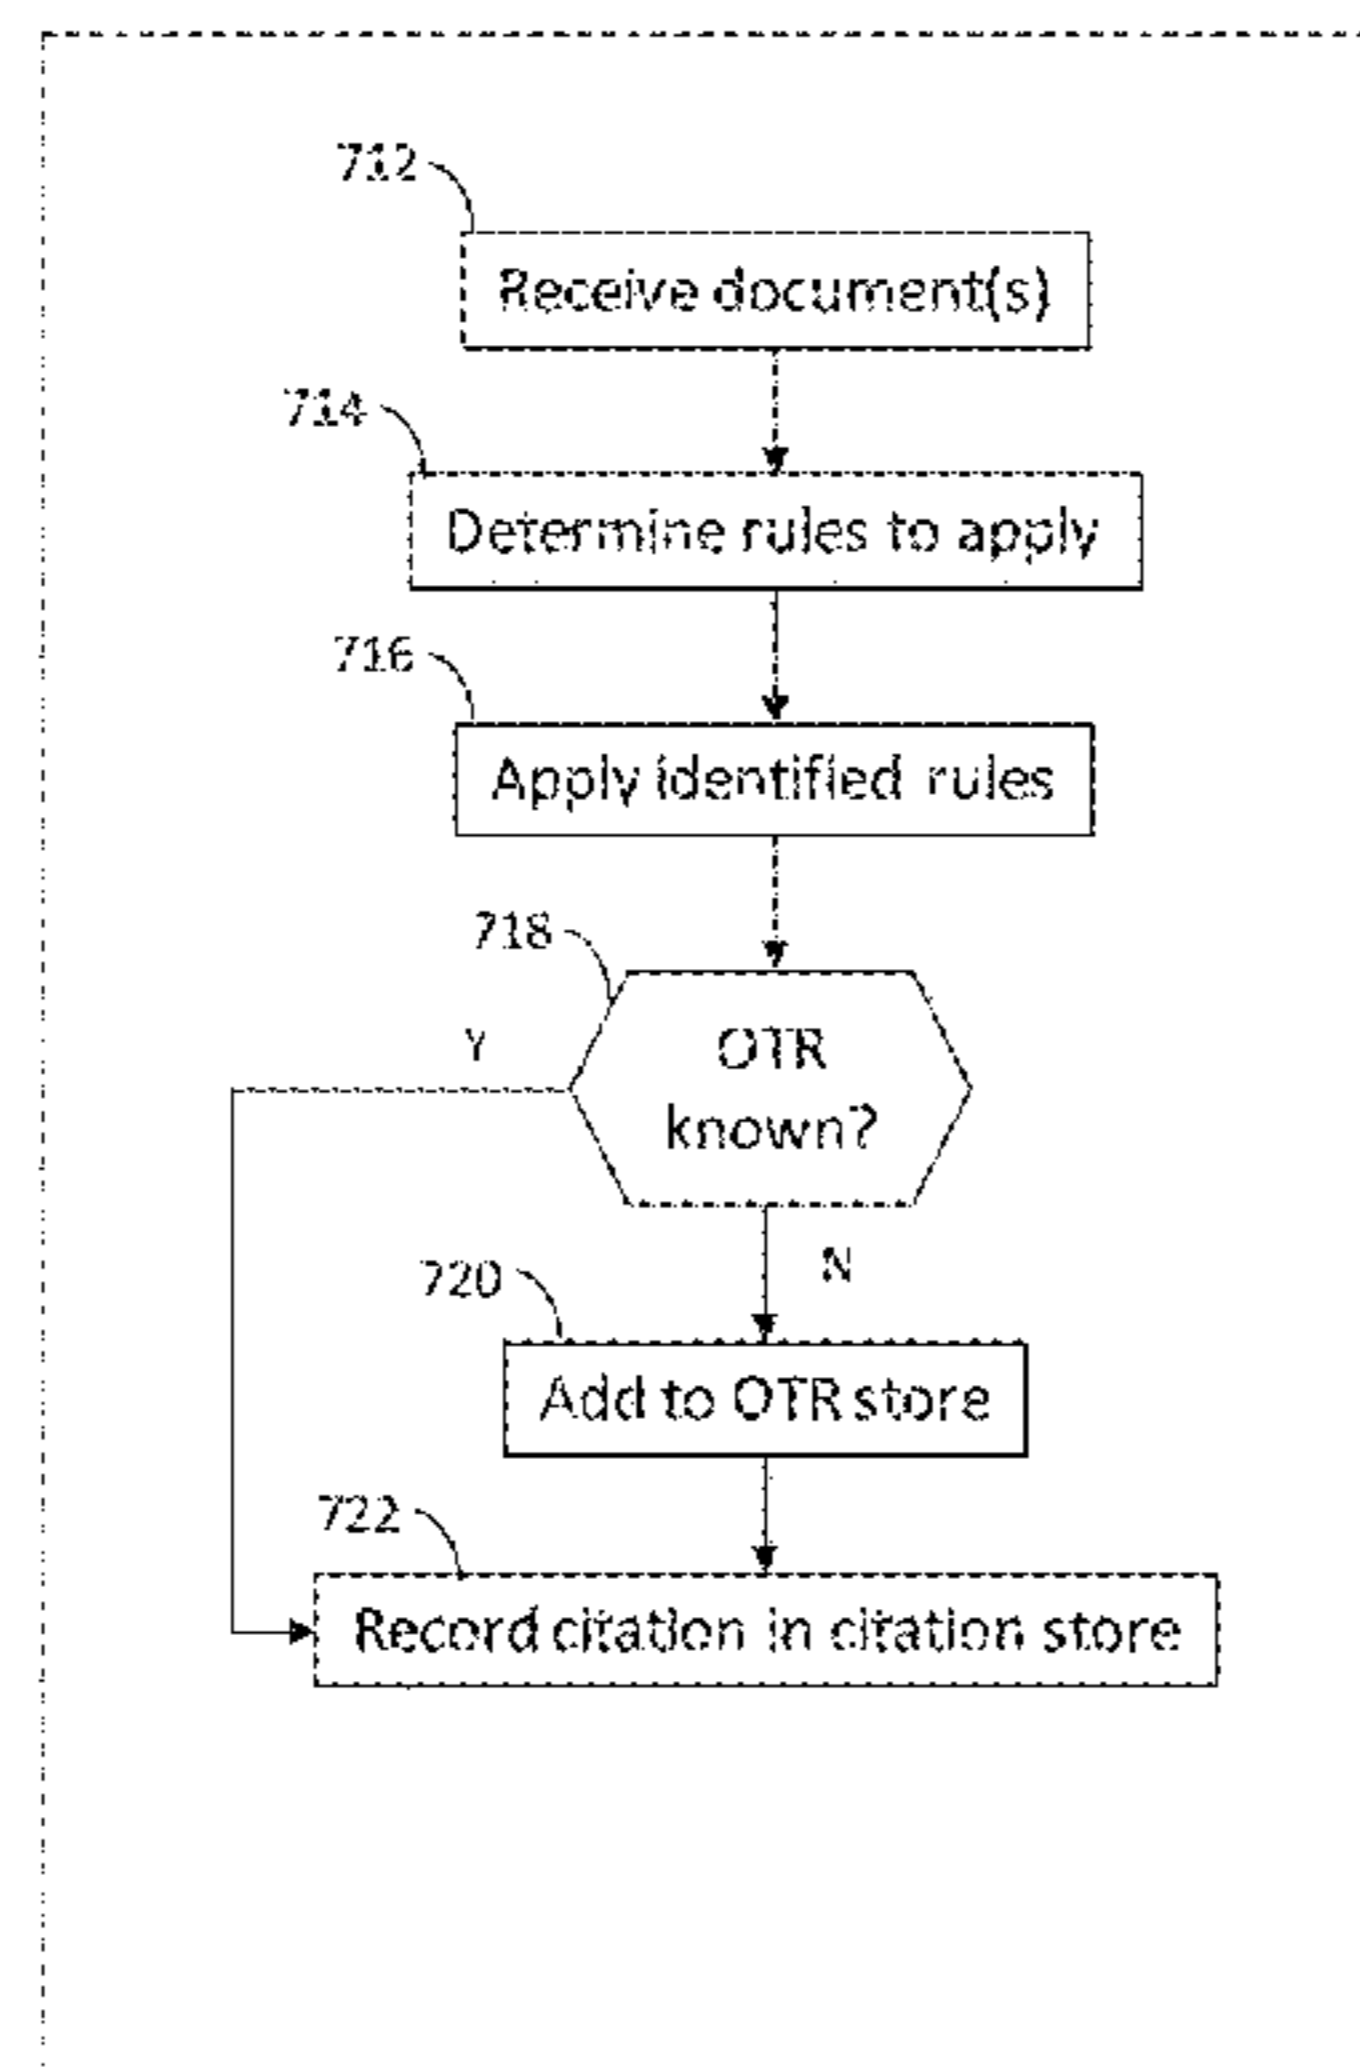 712
Receive document(s)
714
Determine rules to apply
716
Apply identified rules
718
Y
OTR
known?
N
720
Add to OTR store
722
Record citation in citation store